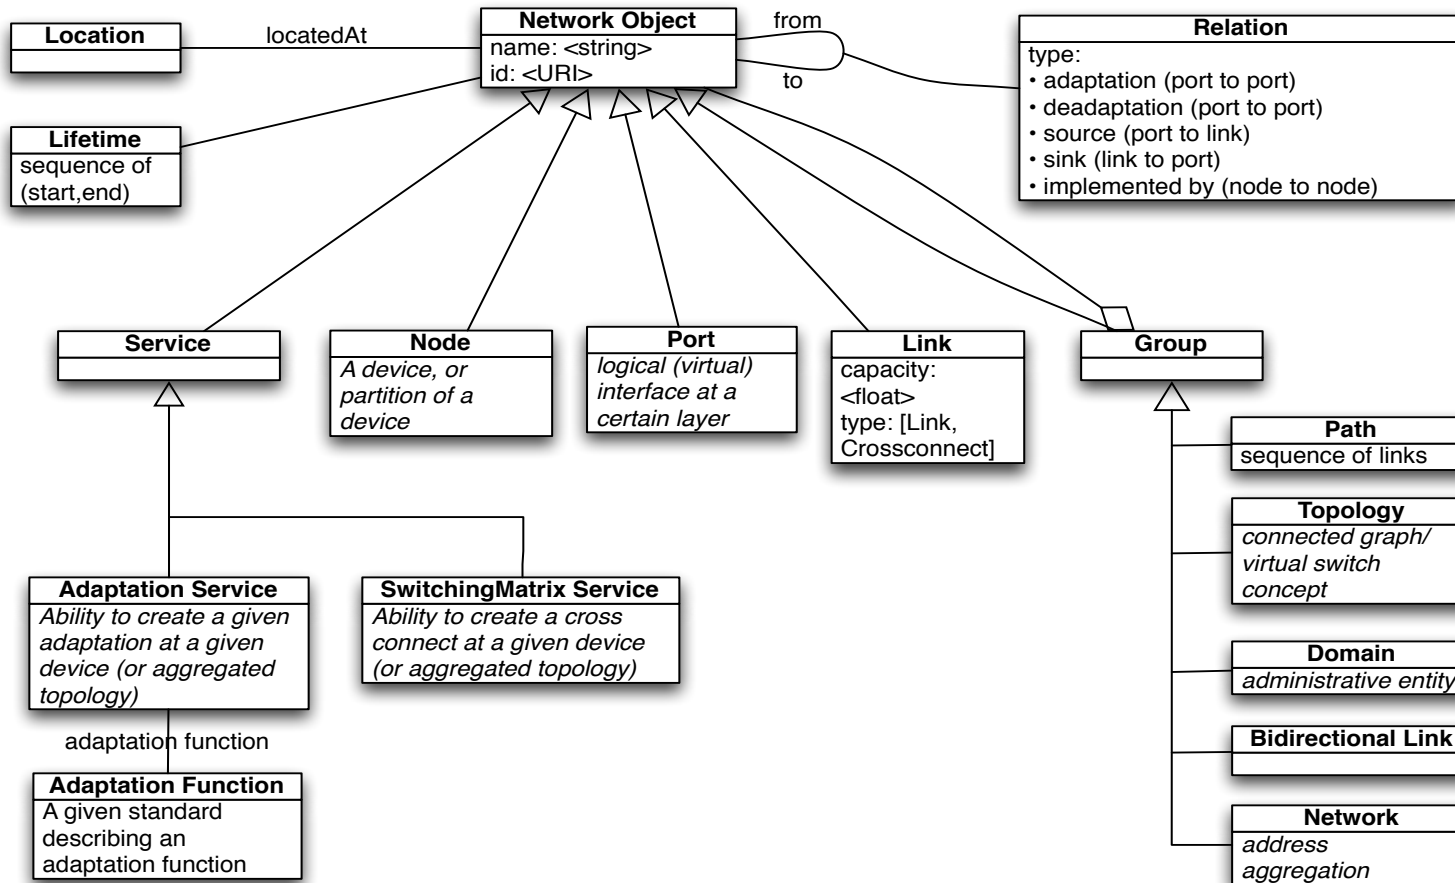 Location
locatedAt
Network Object
name: <string>
id: <URI>
from
to
Relation
type:
• adaptation (port to port)
• deadaptation (port to port)
• source (port to link)
• sink (link to port)
• implemented by (node to node)
Lifetime
sequence of
(start,end)
Service
Node
A device, or
partition of a
device
Port
logical (virtual)
interface at a
certain layer
Link
capacity:
<float>
type: [Link,
Crossconnect]
Group
Path
sequence of links
Topology
connected graph/
virtual switch
concept
Domain
administrative entity
Bidirectional Link
Network
address
aggregation
Adaptation Service
Ability to create a given
adaptation at a given
device (or aggregated
topology)
SwitchingMatrix Service
Ability to create a cross
connect at a given device
(or aggregated topology)
adaptation function
Adaptation Function
A given standard
describing an
adaptation function